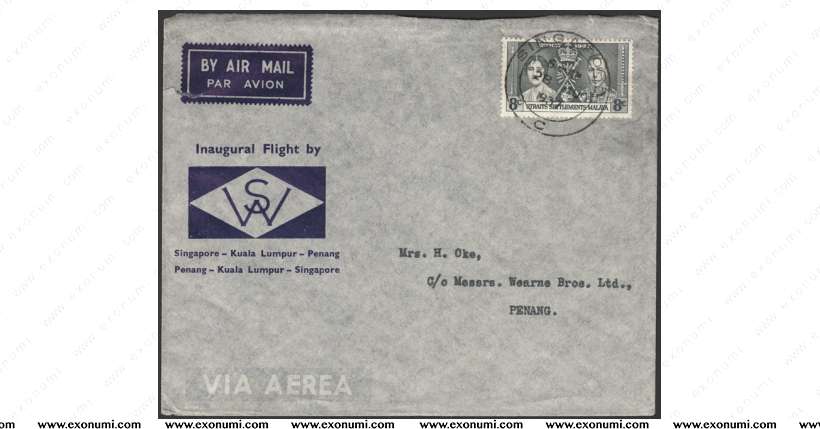 BY AIR MAIL
PAR AVION
8c STRAITS SETTLEMENTS MALAYA 8c
Inaugural Flight by
SW
Singapore – Kuala Lumpur – Penang
Penang – Kuala Lumpur – Singapore
Mrs. H. Oke,
C/o Messrs. Wearne Bros. Ltd.,
PENANG.
VIA AEREA
www.exonumi.com www.exonumi.com www.exonumi.com www.exonumi.com www.exonumi.com www.exonumi.com